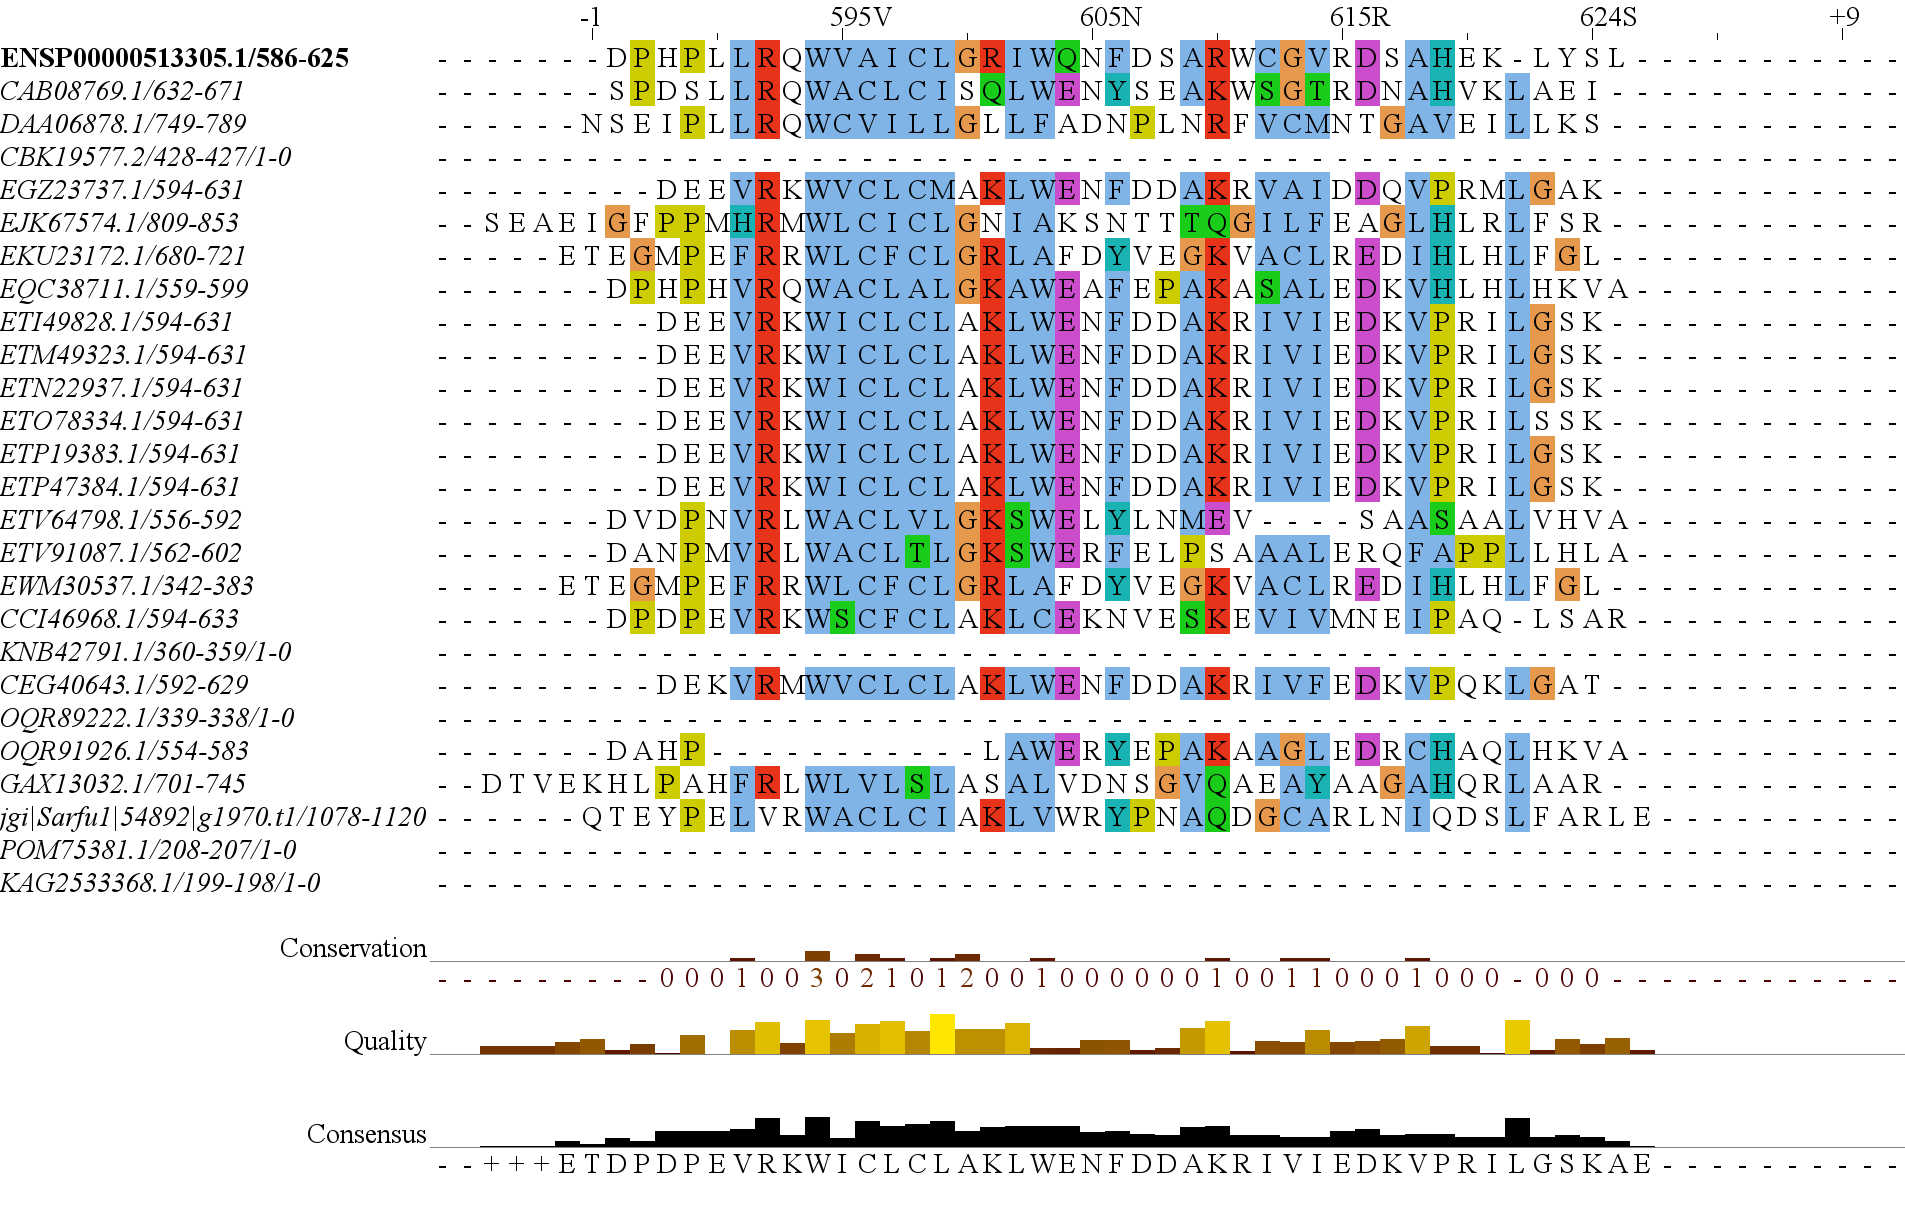 -1 595V 605N 615R 624S +9
ENSP00000513305.1/586-625 -------DPHPLLRQWVAICLGRIWQNFDSARWCGVRDSAHEK-LYSL-----------
CAB08769.1/632-671 -------SPDSLLRQWACLCISQLWENYSEAKWSGTRDNAHVKLAEI------------
DAA06878.1/749-789 ------NSEIPLLRQWCVILLGLLFADNPLNRFVCMNTGAVEILLKS------------
CBK19577.2/428-427/1-0 -----------------------------------------------------------
EGZ23737.1/594-631 ---------DEEVRKWVCLCMAKLWENFDDAKRVAIDDQVPRMLGAK------------
EJK67574.1/809-853 --SEAEIGFPPMHRMWLCICLGNIAKSNTTTQGILFEAGLHLRLFSR------------
EKU23172.1/680-721 -----ETEGMPEFRRWLCFCLGRLAFDYVEGKVACLREDIHLHLFGL------------
EQC38711.1/559-599 -------DPHPHVRQWACLALGKAWEAFEPAKASALEDKVHLHLHKVA-----------
ETI49828.1/594-631 ---------DEEVRKWICLCLAKLWENFDDAKRIVIEDKVPRILGSK------------
ETM49323.1/594-631 ---------DEEVRKWICLCLAKLWENFDDAKRIVIEDKVPRILGSK------------
ETN22937.1/594-631 ---------DEEVRKWICLCLAKLWENFDDAKRIVIEDKVPRILGSK------------
ETO78334.1/594-631 ---------DEEVRKWICLCLAKLWENFDDAKRIVIEDKVPRILSSK------------
ETP19383.1/594-631 ---------DEEVRKWICLCLAKLWENFDDAKRIVIEDKVPRILGSK------------
ETP47384.1/594-631 ---------DEEVRKWICLCLAKLWENFDDAKRIVIEDKVPRILGSK------------
ETV64798.1/556-592 -------DVDPNVRLWACLVLGKSWELYLNMEV----SAASAALVHVA-----------
ETV91087.1/562-602 -------DANPMVRLWACLTLGKSWERFELPSAAALERQFAPPLLHLA-----------
EWM30537.1/342-383 -----ETEGMPEFRRWLCFCLGRLAFDYVEGKVACLREDIHLHLFGL------------
CCI46968.1/594-633 -------DPDPEVRKWSCFCLAKLCEKNVESKEVIVMNEIPAQ-LSAR-----------
KNB42791.1/360-359/1-0 -----------------------------------------------------------
CEG40643.1/592-629 ---------DEKVRMWVCLCLAKLWENFDDAKRIVFEDKVPQKLGAT------------
OQR89222.1/339-338/1-0 -----------------------------------------------------------
OQR91926.1/554-583 -------DAHP-----------LAWERYEPAKAAGLEDRCHAQLHKVA-----------
GAX13032.1/701-745 --DTVEKHLPAHFRLWLVLSLASALVDNSGVQAEAYAAGAHQRLAAR------------
jgi|Sarfu1|54892|g1970.t1/1078-1120 ------QTEYPELVRWACLCIAKLVWRYPNAQDGCARLNIQDSLFARLE----------
POM75381.1/208-207/1-0 -----------------------------------------------------------
KAG2533368.1/199-198/1-0 -----------------------------------------------------------
Conservation
---------0001003021012001000000100110001000-000------------
Quality
Consensus
--+++ETDPDPEVRKWICLCLAKLWENFDDAKRIVIEDKVPRILGSKAE----------